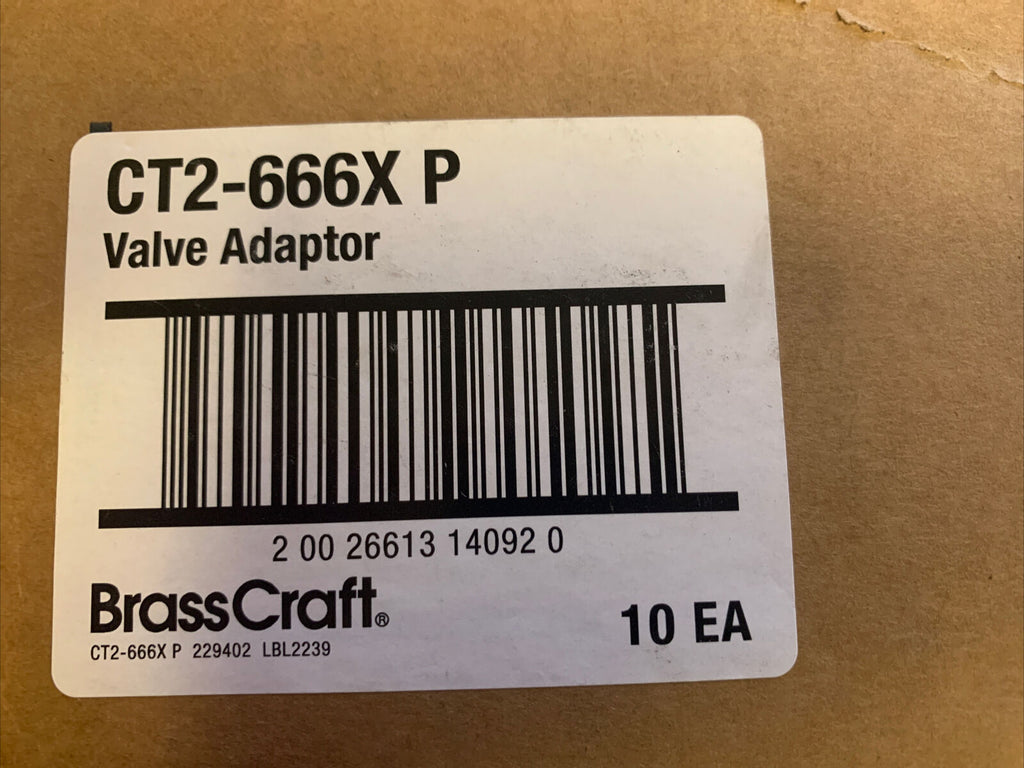 CT2-666X P
Valve Adaptor
2 00 26613 14092 0
BrassCraft®
10 EA
CT2-666X P 229402 LBL2239